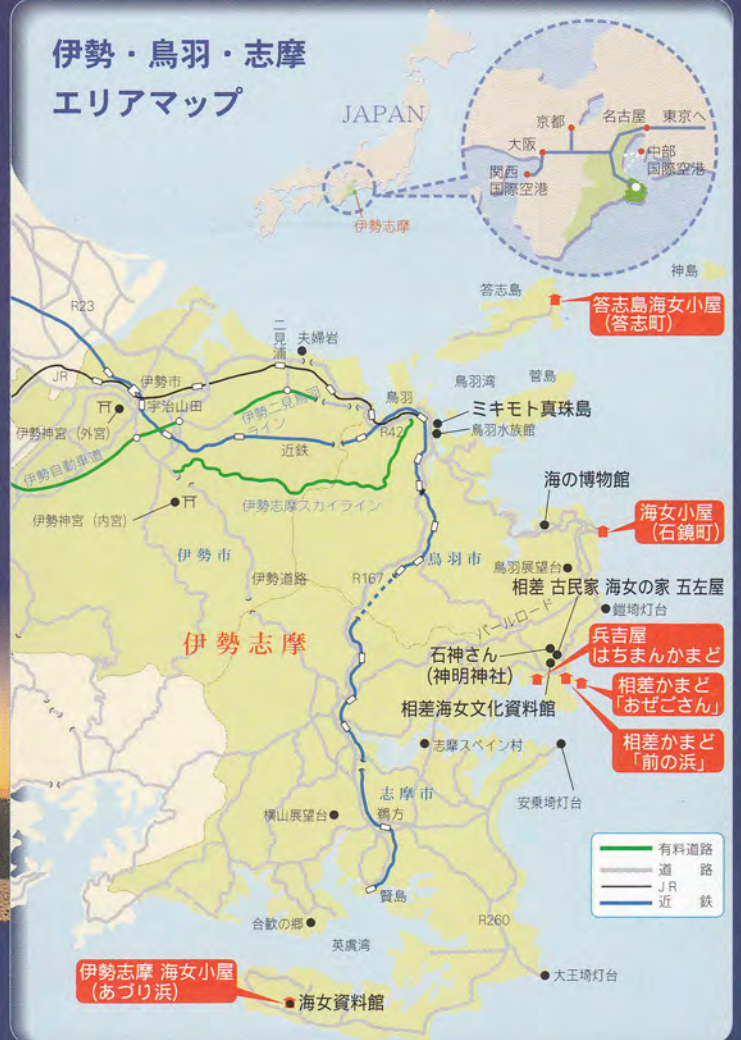 伊勢・鳥羽・志摩
エリアマップ
JAPAN
伊勢志摩
京都
名古屋
東京へ
大阪
中部
国際空港
関西
国際空港
神島
答志島
答志島海女小屋
(答志町)
R23
二見浦
夫婦岩
JR
伊勢市
鳥羽
鳥羽湾
菅島
宇治山田
伊勢二見鳥羽
ライン
ミキモト真珠島
伊勢神宮(外宮)
R42
鳥羽水族館
近鉄
伊勢自動車道
海の博物館
伊勢志摩スカイライン
伊勢神宮(内宮)
海女小屋
(石鏡町)
伊勢市
鳥羽市
鳥羽展望台
伊勢道路
R167
相差 古民家 海女の家 五左屋
鎧埼灯台
パールロード
伊勢志摩
兵吉屋
はちまんかまど
石神さん
(神明神社)
相差かまど
「おぜごさん」
相差海女文化資料館
相差かまど
「前の浜」
志摩スペイン村
志摩市
安乗埼灯台
横山展望台
鵜方
有料道路
道 路
JR
近 鉄
賢島
合歓の郷
R260
英虞湾
伊勢志摩 海女小屋
(あづり浜)
大王埼灯台
海女資料館